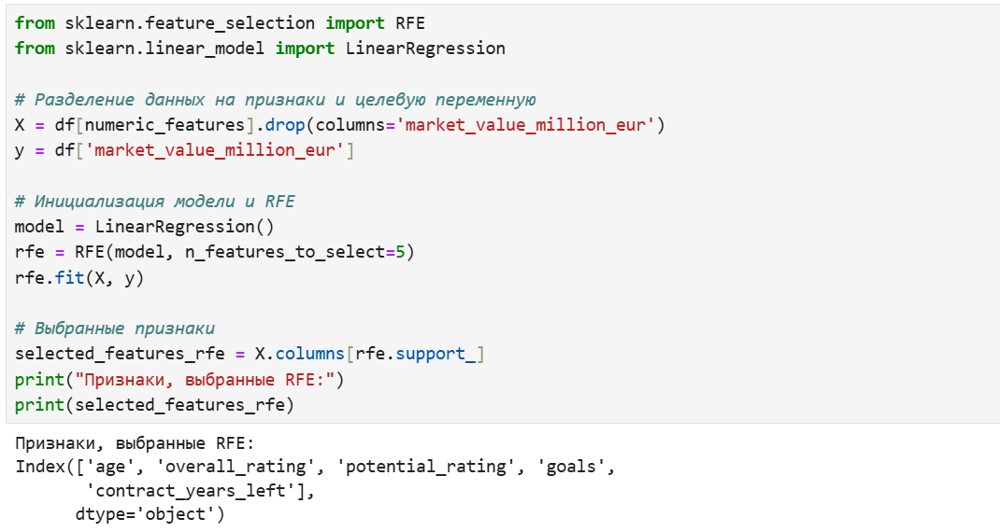 from sklearn.feature_selection import RFE
from sklearn.linear_model import LinearRegression
# Разделение данных на признаки и целевую переменную
X = df[numeric_features].drop(columns='market_value_million_eur')
y = df['market_value_million_eur']
# Инициализация модели и RFE
model = LinearRegression()
rfe = RFE(model, n_features_to_select=5)
rfe.fit(X, y)
# Выбранные признаки
selected_features_rfe = X.columns[rfe.support_]
print("Признаки, выбранные RFE:")
print(selected_features_rfe)
Признаки, выбранные RFE:
Index(['age', 'overall_rating', 'potential_rating', 'goals',
       'contract_years_left'],
      dtype='object')